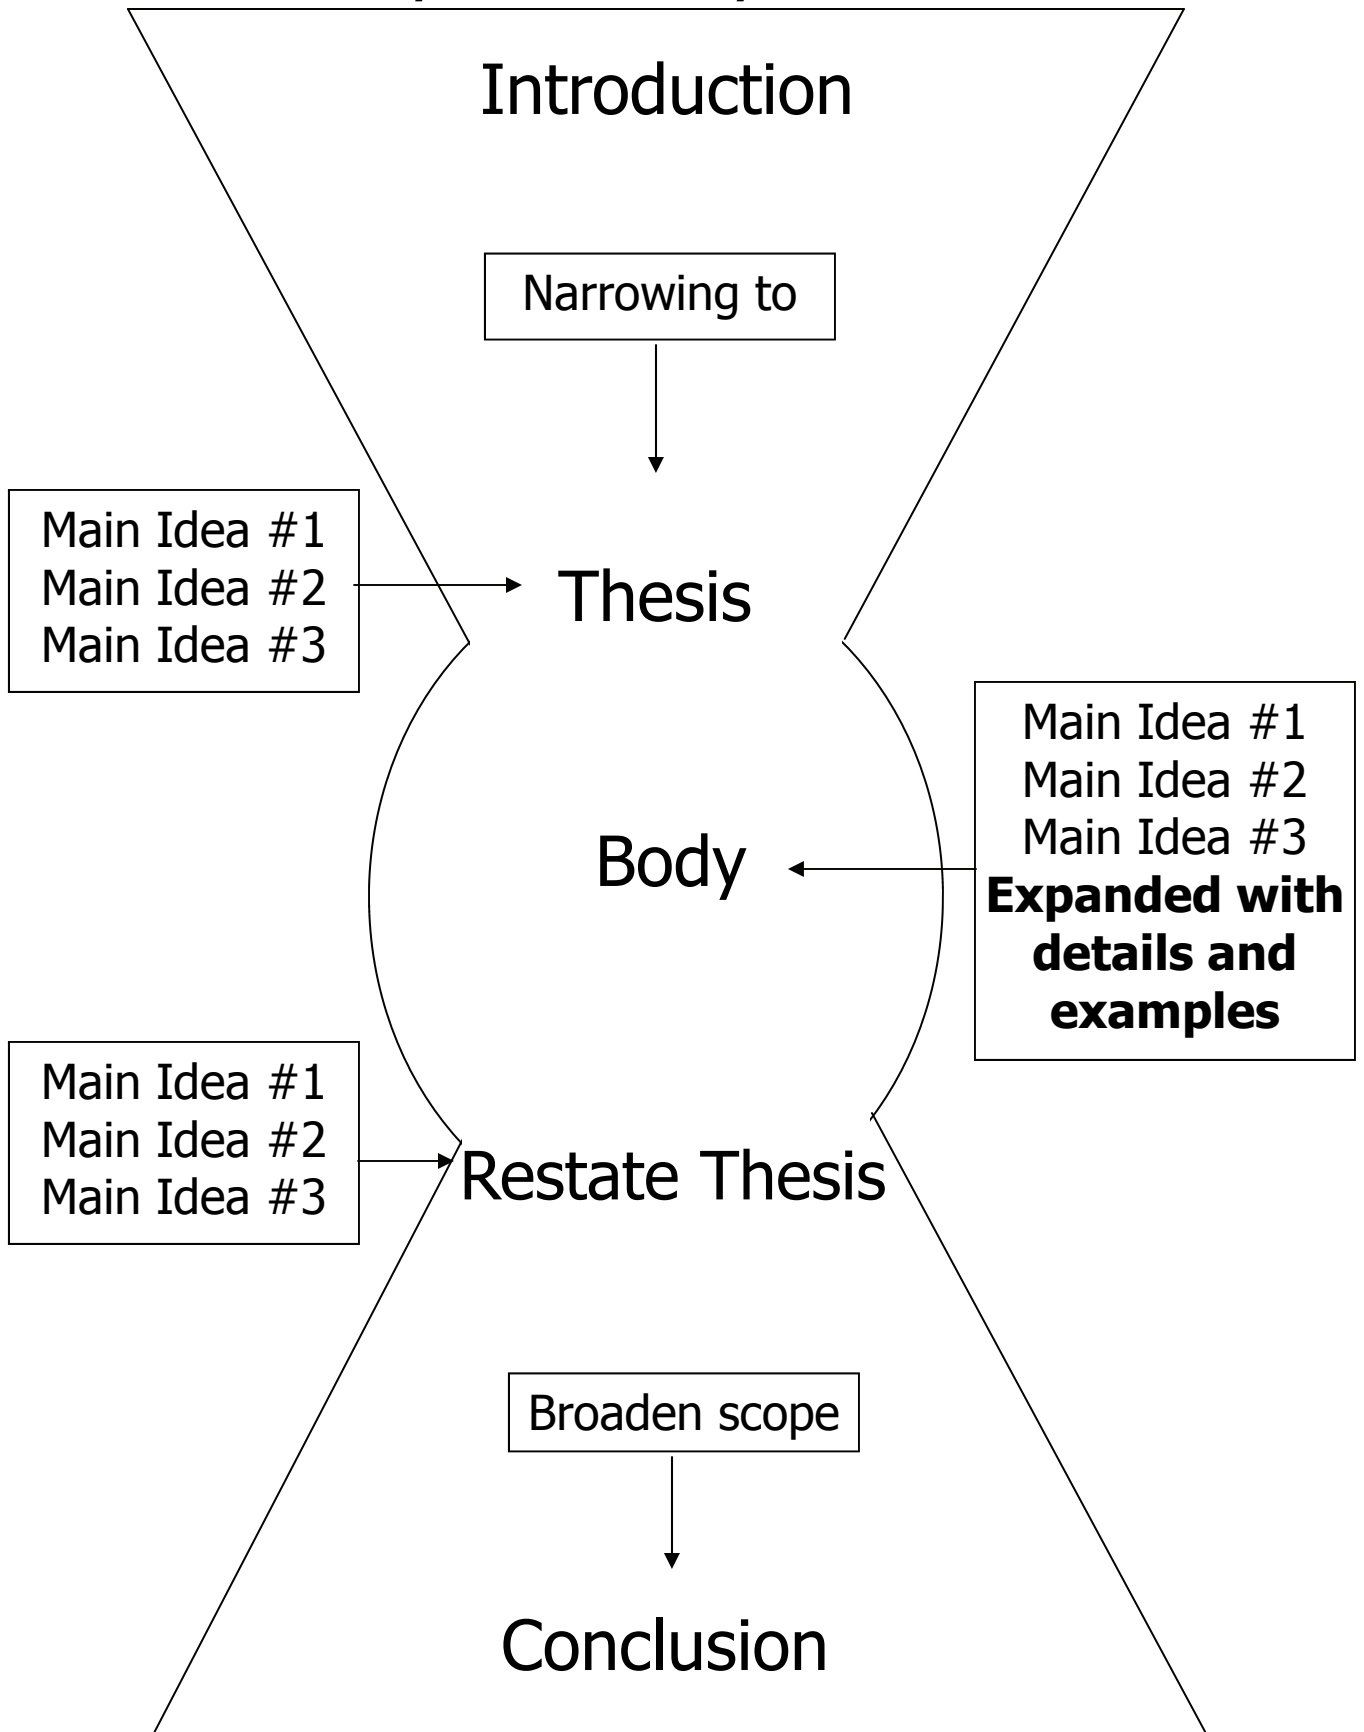 Introduction
Narrowing to
Main Idea #1
Main Idea #2
Main Idea #3
Thesis
Main Idea #1
Main Idea #2
Main Idea #3
Expanded with
details and
examples
Body
Main Idea #1
Main Idea #2
Main Idea #3
Restate Thesis
Broaden scope
Conclusion